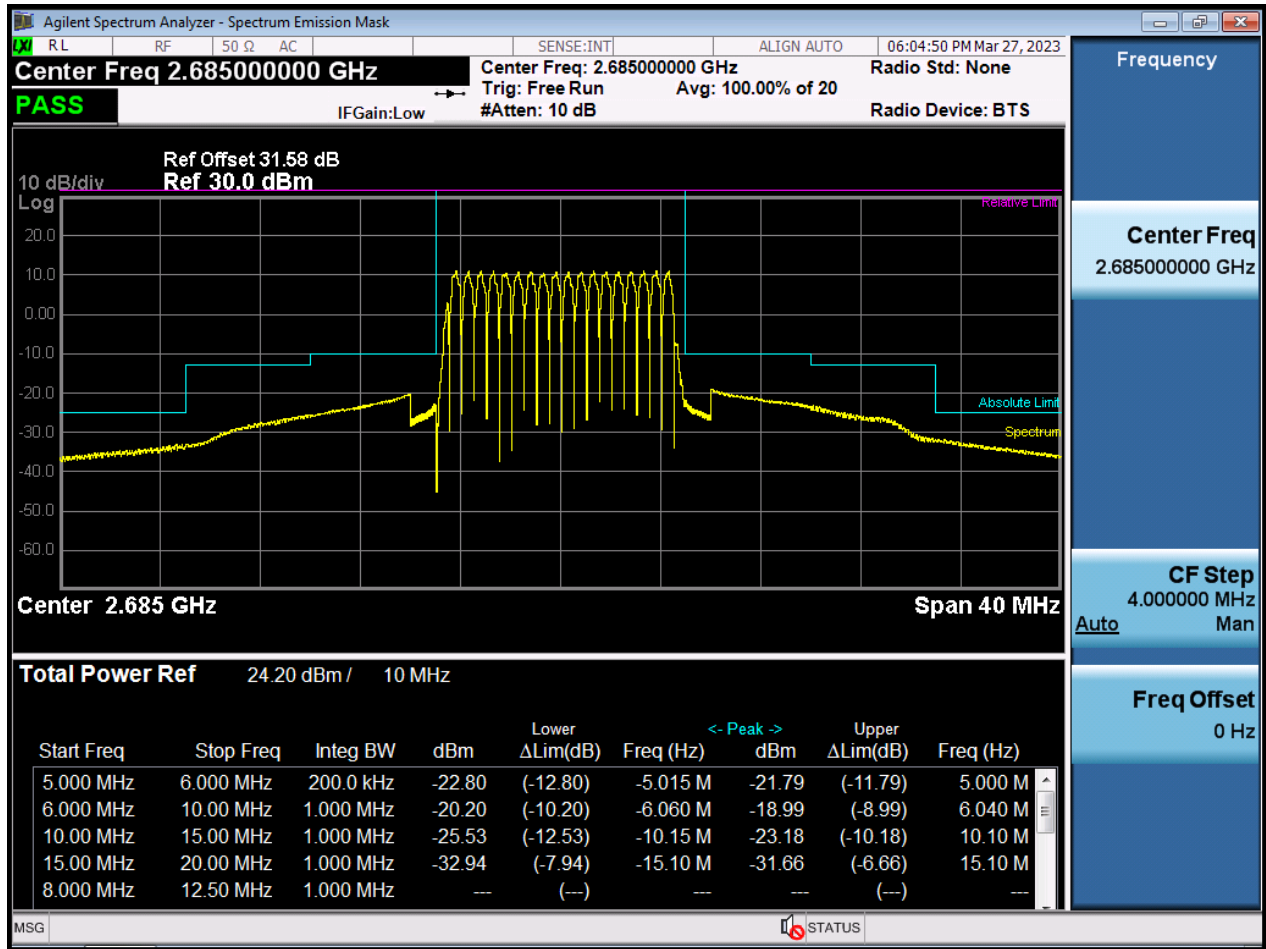 Agilent Spectrum Analyzer - Spectrum Emission Mask
LXI RL RF 50 Ω AC SENSE:INT ALIGN AUTO 06:04:50 PM Mar 27, 2023
Center Freq 2.685000000 GHz
Center Freq: 2.685000000 GHz Radio Std: None
Trig: Free Run Avg: 100.00% of 20
PASS
IFGain:Low #Atten: 10 dB Radio Device: BTS
Ref Offset 31.58 dB
10 dB/div Ref 30.0 dBm
Log
Relative Limit
20.0
10.0
0.00
-10.0
-20.0
Absolute Limit
-30.0
Spectrum
-40.0
-50.0
-60.0
Center 2.685 GHz Span 40 MHz
Total Power Ref 24.20 dBm / 10 MHz
Lower <- Peak -> Upper
Start Freq Stop Freq Integ BW dBm ΔLim(dB) Freq (Hz) dBm ΔLim(dB) Freq (Hz)
5.000 MHz 6.000 MHz 200.0 kHz -22.80 (-12.80) -5.015 M -21.79 (-11.79) 5.000 M
6.000 MHz 10.00 MHz 1.000 MHz -20.20 (-10.20) -6.060 M -18.99 (-8.99) 6.040 M
10.00 MHz 15.00 MHz 1.000 MHz -25.53 (-12.53) -10.15 M -23.18 (-10.18) 10.10 M
15.00 MHz 20.00 MHz 1.000 MHz -32.94 (-7.94) -15.10 M -31.66 (-6.66) 15.10 M
8.000 MHz 12.50 MHz 1.000 MHz --- (---) --- --- (---) ---
MSG STATUS
Frequency
Center Freq
2.685000000 GHz
CF Step
4.000000 MHz
Auto Man
Freq Offset
0 Hz